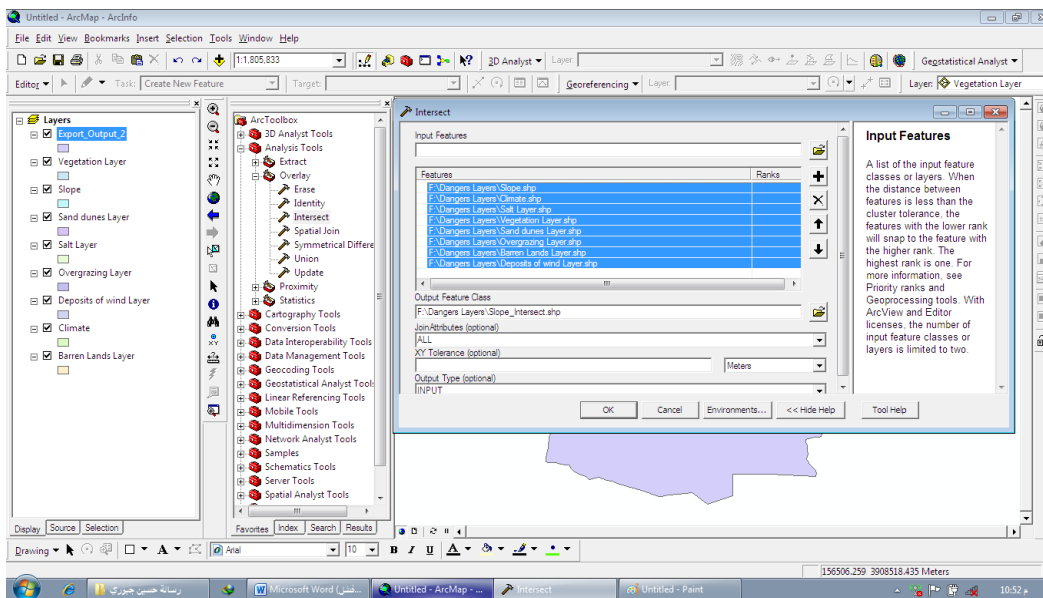 Untitled - ArcMap - ArcInfo
File Edit View Bookmarks Insert Selection Tools Window Help
1:1,805,833 3D Analyst Layer: Geostatistical Analyst
Editor Task: Create New Feature Target: Georeferencing Layer: Layer: Vegetation Layer
Layers
Export_Output_2
Vegetation Layer
Slope
Sand dunes Layer
Salt Layer
Overgrazing Layer
Deposits of wind Layer
Climate
Barren Lands Layer
Display Source Selection
ArcToolbox
3D Analyst Tools
Analysis Tools
Extract
Overlay
Erase
Identity
Intersect
Spatial Join
Symmetrical Differe
Union
Update
Proximity
Statistics
Cartography Tools
Conversion Tools
Data Interoperability Tools
Data Management Tools
Geocoding Tools
Geostatistical Analyst Tools
Linear Referencing Tools
Mobile Tools
Multidimension Tools
Network Analyst Tools
Samples
Schematics Tools
Server Tools
Spatial Analyst Tools
Favorites Index Search Results
Intersect
Input Features
Features Ranks
F:\Dangers Layers\Slope.shp
F:\Dangers Layers\Climate.shp
F:\Dangers Layers\Salt Layer.shp
F:\Dangers Layers\Vegetation Layer.shp
F:\Dangers Layers\Sand dunes Layer.shp
F:\Dangers Layers\Overgrazing Layer.shp
F:\Dangers Layers\Barren Lands Layer.shp
F:\Dangers Layers\Deposits of wind Layer.shp
Output Feature Class
F:\Dangers Layers\Slope_Intersect.shp
JoinAttributes (optional)
ALL
XY Tolerance (optional)
Meters
Output Type (optional)
INPUT
OK Cancel Environments... << Hide Help Tool Help
Input Features
A list of the input feature
classes or layers. When
the distance between
features is less than the
cluster tolerance, the
features with the lower rank
will snap to the feature with
the higher rank. The
highest rank is one. For
more information, see
Priority ranks and
Geoprocessing tools. With
ArcView and Editor
licenses, the number of
input feature classes or
layers is limited to two.
Drawing A Arial 10 B I U A
156506.259 3908518.435 Meters
رسالة حسين جبوري Microsoft Word (فشل... Untitled - ArcMap - ... Intersect Untitled - Paint 10:52 م